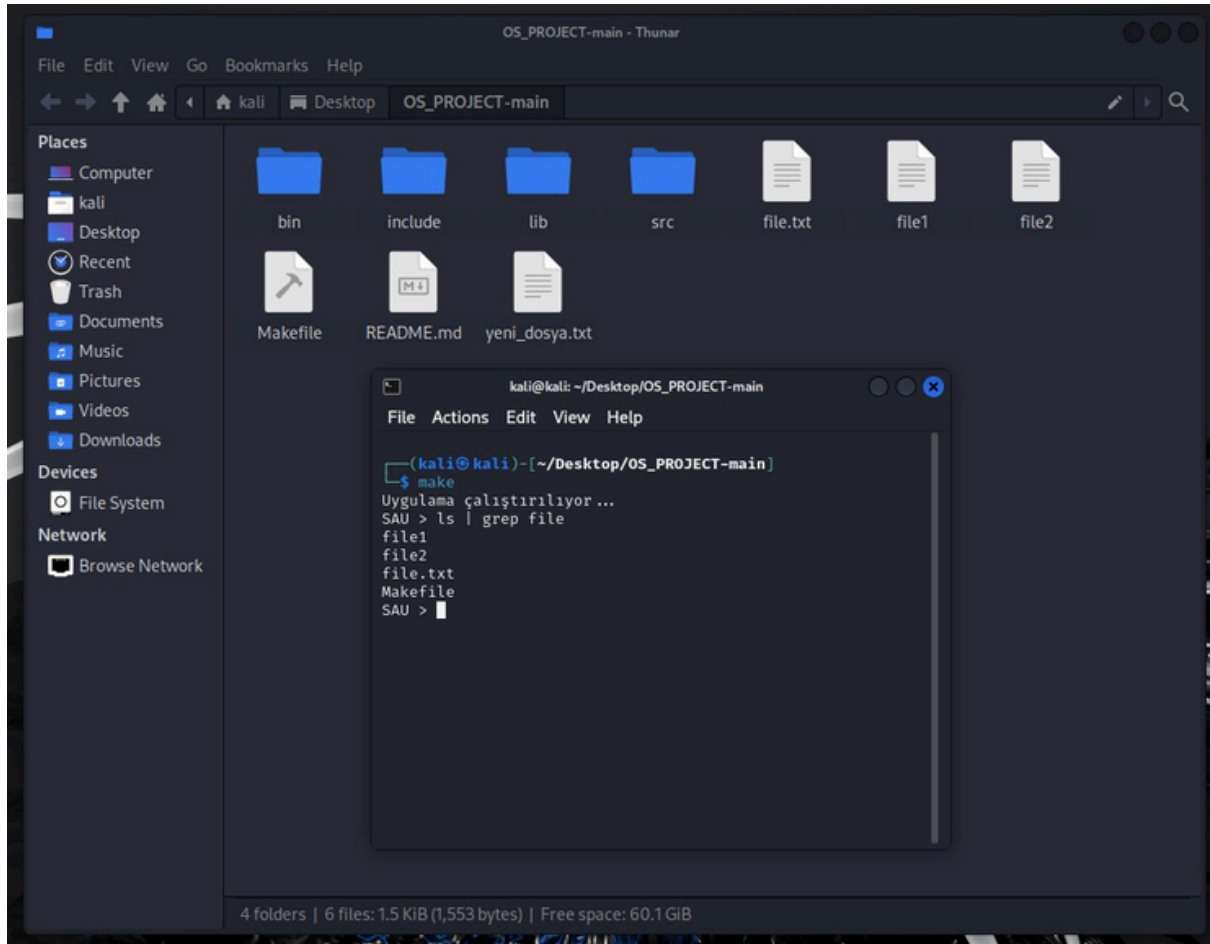 OS_PROJECT-main - Thunar
File Edit View Go Bookmarks Help
kali Desktop OS_PROJECT-main
Places
Computer
kali
Desktop
Recent
Trash
Documents
Music
Pictures
Videos
Downloads
Devices
File System
Network
Browse Network
bin include lib src file.txt file1 file2
M↓
Makefile README.md yeni_dosya.txt
kali@kali: ~/Desktop/OS_PROJECT-main
File Actions Edit View Help
┌──(kali㉿kali)-[~/Desktop/OS_PROJECT-main]
└─$ make
Uygulama çalıştırılıyor...
SAU > ls | grep file
file1
file2
file.txt
Makefile
SAU >
4 folders | 6 files: 1.5 KiB (1,553 bytes) | Free space: 60.1 GiB